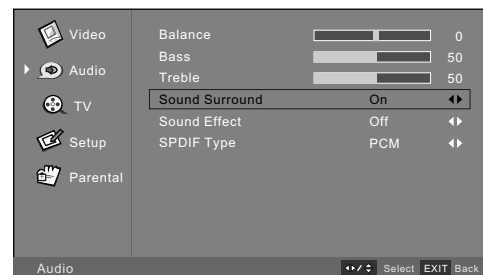 Video
Audio
TV
Setup
Parental
Balance 0
Bass 50
Treble 50
Sound Surround On
Sound Effect Off
SPDIF Type PCM
Audio Select EXIT Back